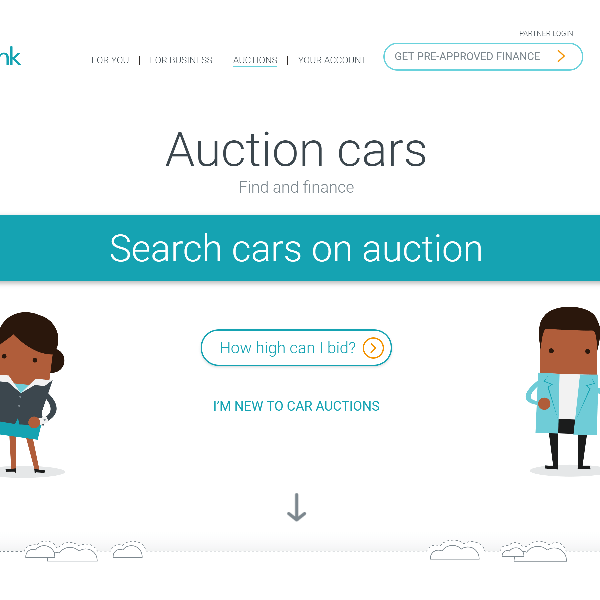 PARTNER LOGIN
nk
FOR YOU | FOR BUSINESS AUCTIONS | YOUR ACCOUNT
GET PRE-APPROVED FINANCE
Auction cars
Find and finance
Search cars on auction
How high can I bid?
I'M NEW TO CAR AUCTIONS